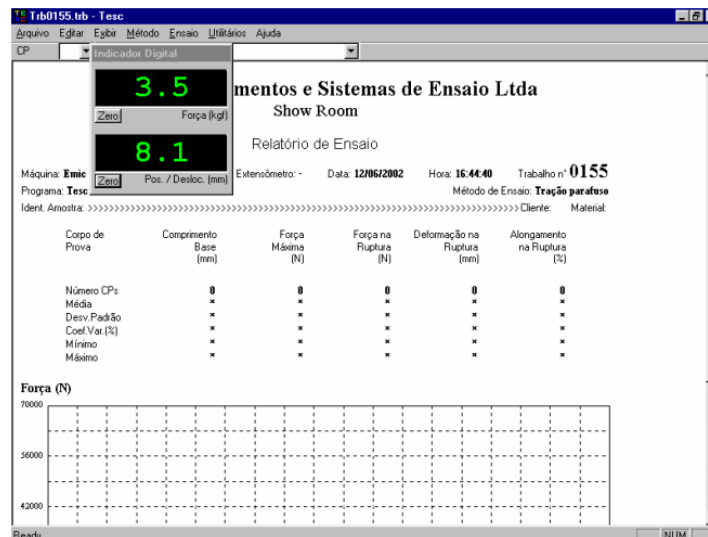 Trb0155.trb - Tesc
Arquivo Editar Exibir Método Ensaio Utilitários Ajuda
CP
Indicador Digital
3.5
Zero Força (kgf)
8.1
Zero Pos. / Desloc. (mm)
mentos e Sistemas de Ensaio Ltda
Show Room
Relatório de Ensaio
Máquina: Emic Extensômetro: - Data: 12/06/2002 Hora: 16:44:40 Trabalho n° 0155
Programa: Tesc Método de Ensaio: Tração parafuso
Ident. Amostra: >>>>>>>>>>>>>>>>>>>>>>>>>>>>>>>>>>>>>>>>>>>>>>>>>>>>>>>>>>>>>>>>>>>>>>>> Cliente: Material:
Corpo de Comprimento Força Força na Deformação na Alongamento
Prova Base Máxima Ruptura Ruptura na Ruptura
(mm) (N) (N) (mm) (%)
Número CPs 0 0 0 0 0
Média × × × × ×
Desv.Padrão × × × × ×
Coef.Var.(%) × × × × ×
Mínimo × × × × ×
Máximo × × × × ×
Força (N)
70000
56000
42000
Ready NUM